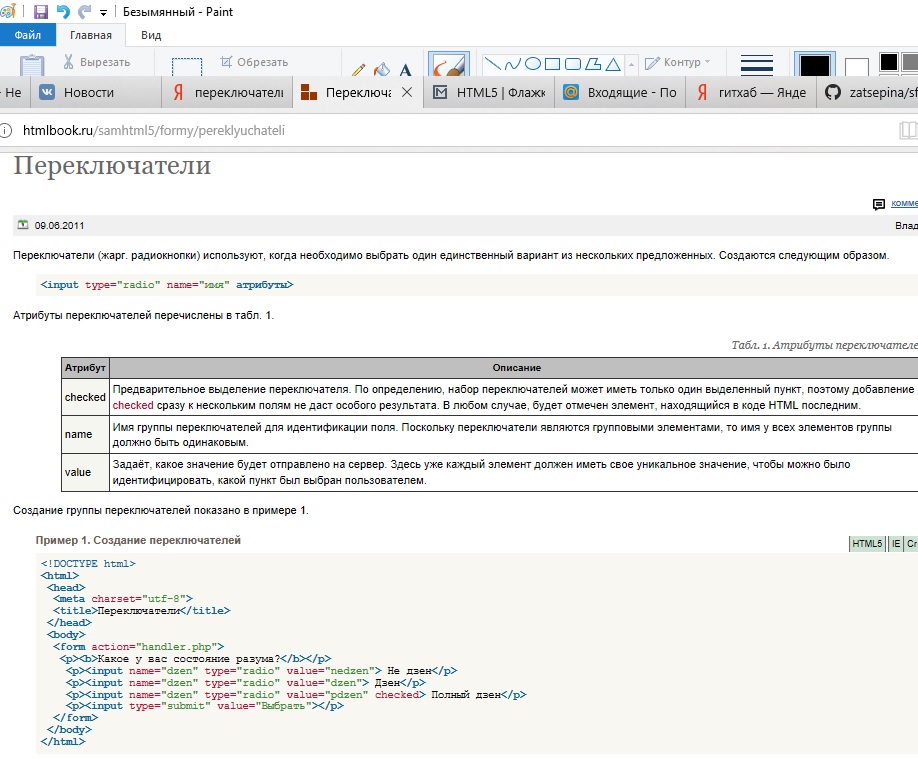 Безымянный - Paint
Файл Главная Вид
Вырезать Обрезать A Контур
Не Новости переключатель Переключа HTML5 | Флажк Входящие - По гитхаб — Янде zatsepina/sf
htmlbook.ru/samhtml5/formy/pereklyuchateli
Переключатели
комме
09.06.2011 Влад
Переключатели (жарг. радиокнопки) используют, когда необходимо выбрать один единственный вариант из нескольких предложенных. Создаются следующим образом.
<input type="radio" name="имя" атрибуты>
Атрибуты переключателей перечислены в табл. 1.
Табл. 1. Атрибуты переключателе
Атрибут Описание
checked Предварительное выделение переключателя. По определению, набор переключателей может иметь только один выделенный пункт, поэтому добавление
checked сразу к нескольким полям не даст особого результата. В любом случае, будет отмечен элемент, находящийся в коде HTML последним.
name Имя группы переключателей для идентификации поля. Поскольку переключатели являются групповыми элементами, то имя у всех элементов группы
должно быть одинаковым.
value Задаёт, какое значение будет отправлено на сервер. Здесь уже каждый элемент должен иметь свое уникальное значение, чтобы можно было
идентифицировать, какой пункт был выбран пользователем.
Создание группы переключателей показано в примере 1.
Пример 1. Создание переключателей
HTML5 IE Cr
<!DOCTYPE html>
<html>
<head>
<meta charset="utf-8">
<title>Переключатели</title>
</head>
<body>
<form action="handler.php">
<p><b>Какое у вас состояние разума?</b></p>
<p><input name="dzen" type="radio" value="nedzen"> Не дзен</p>
<p><input name="dzen" type="radio" value="dzen"> Дзен</p>
<p><input name="dzen" type="radio" value="pdzen" checked> Полный дзен</p>
<p><input type="submit" value="Выбрать"></p>
</form>
</body>
</html>